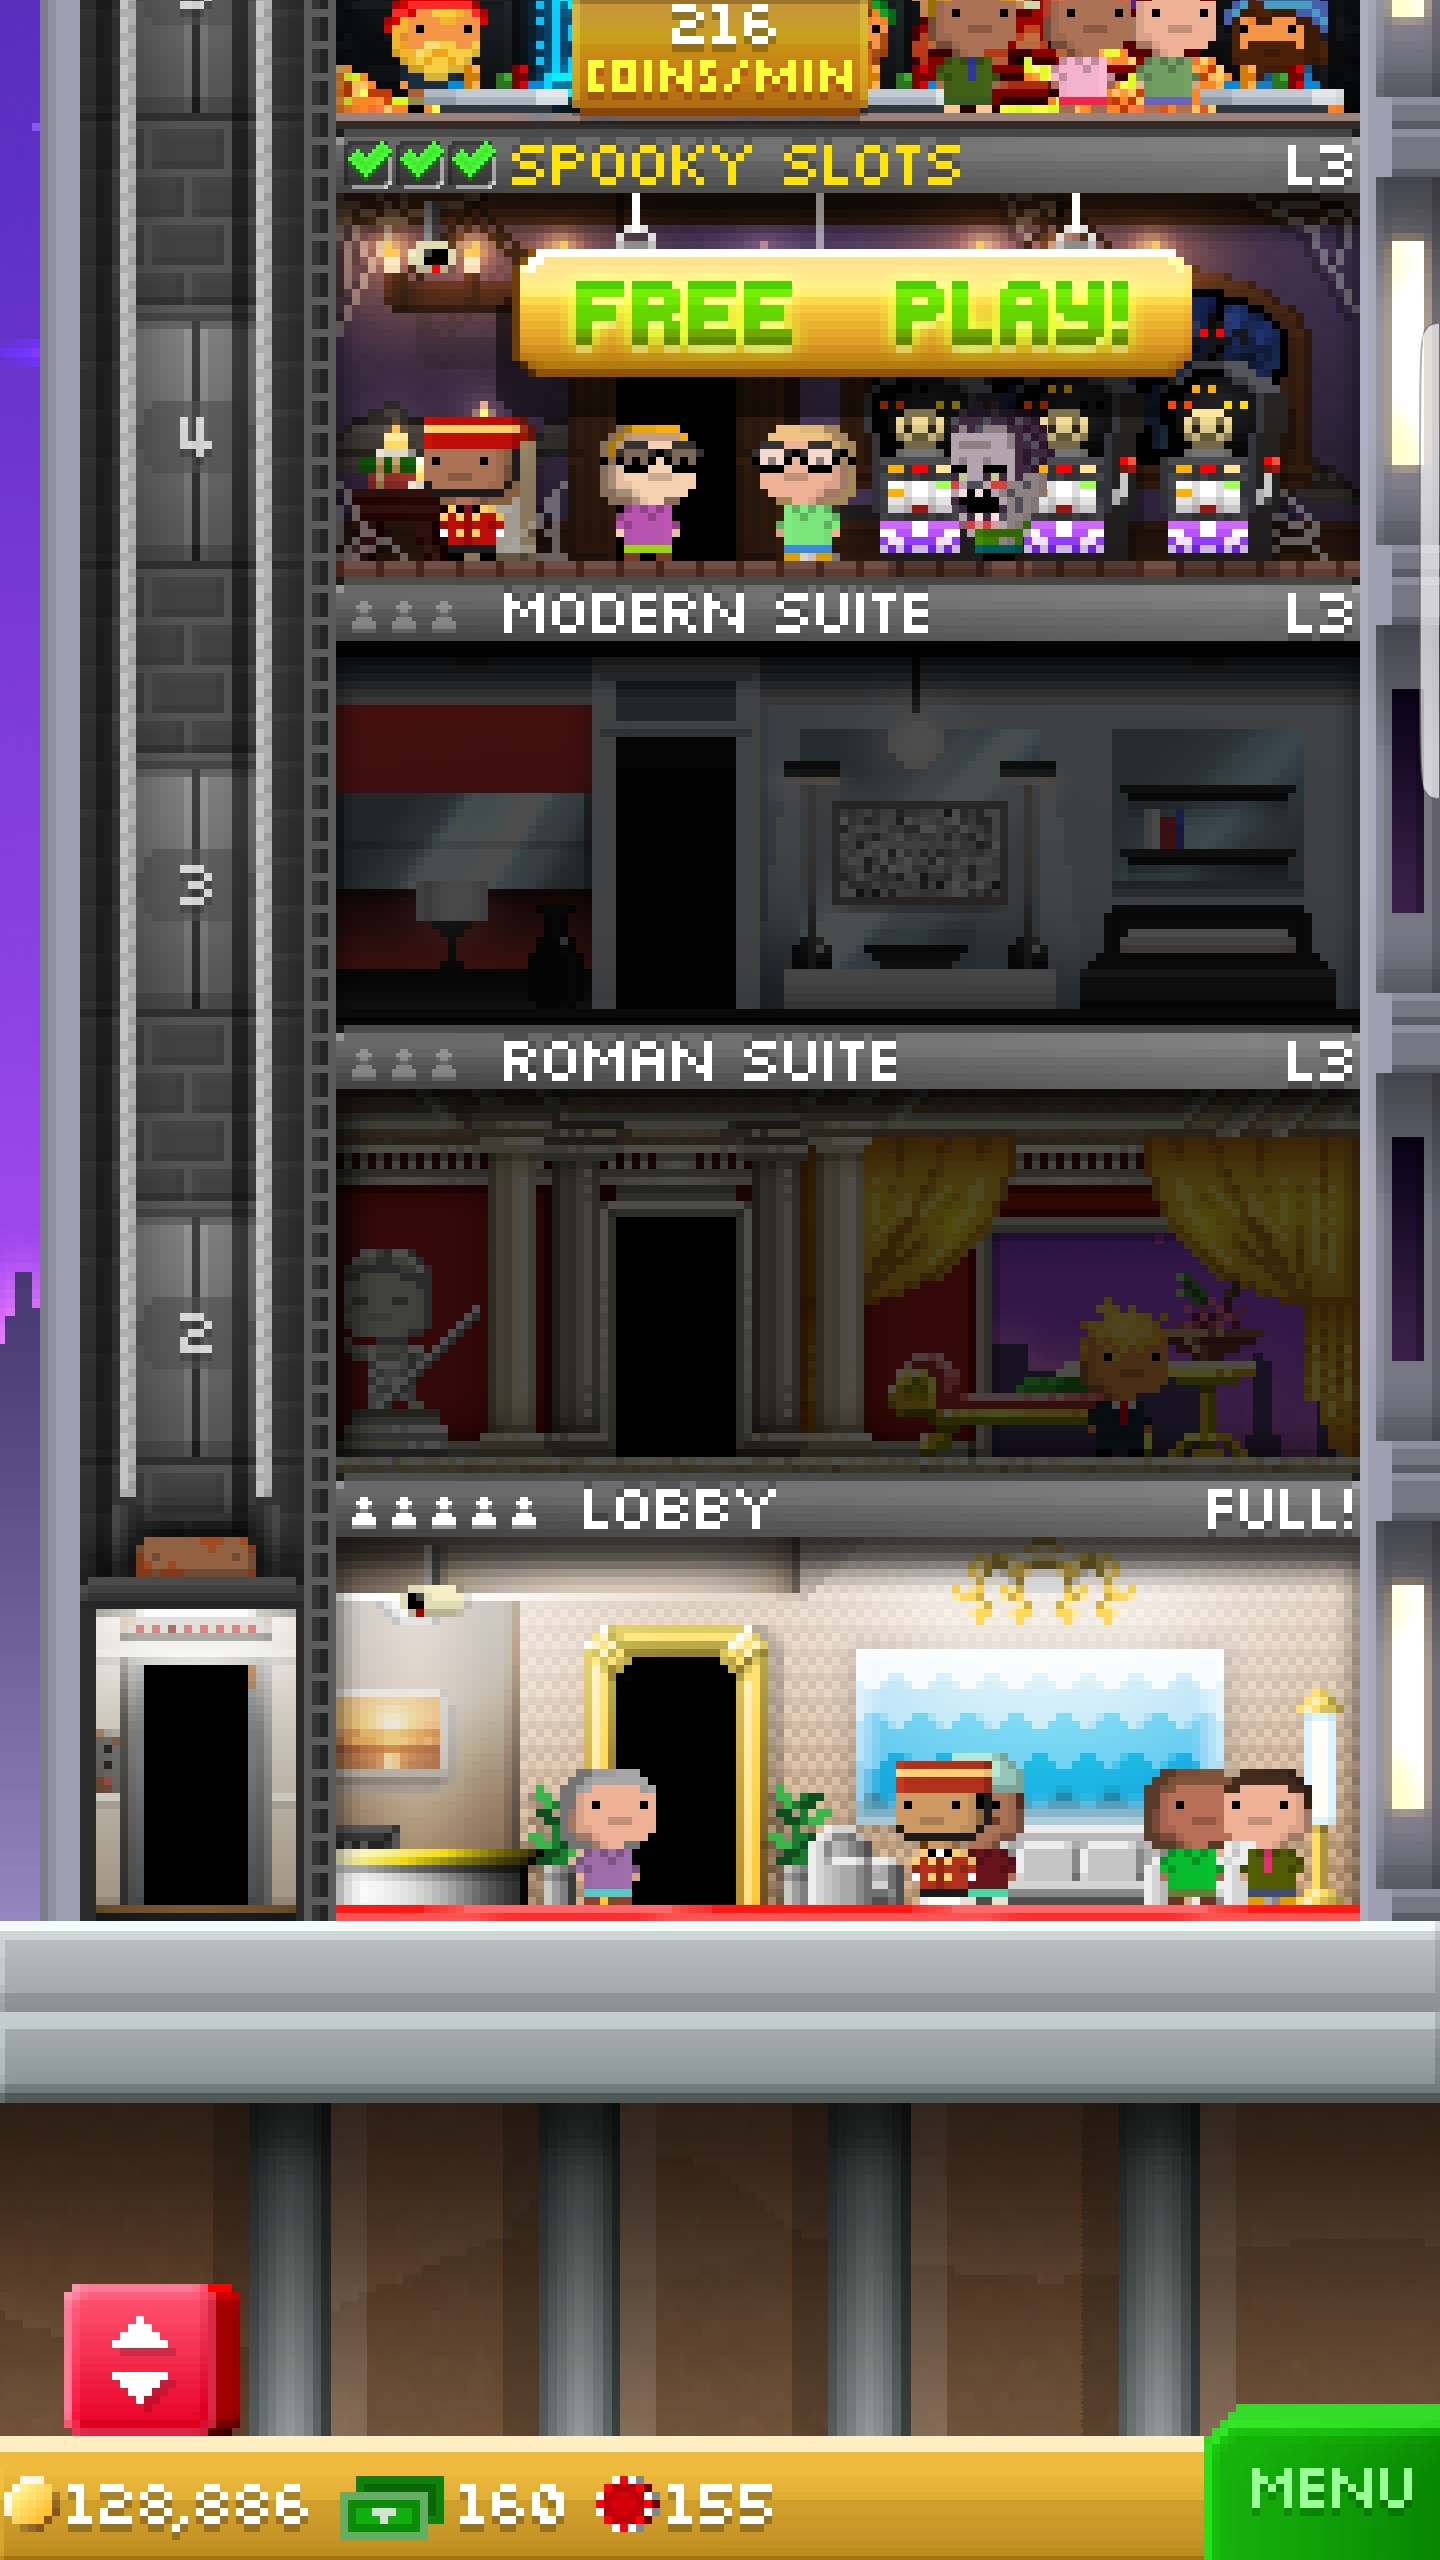 216
COINS/MIN
SPOOKY SLOTS L3
FREE PLAY!
4
MODERN SUITE L3
3
ROMAN SUITE L3
2
LOBBY FULL!
128,886 160 155
MENU